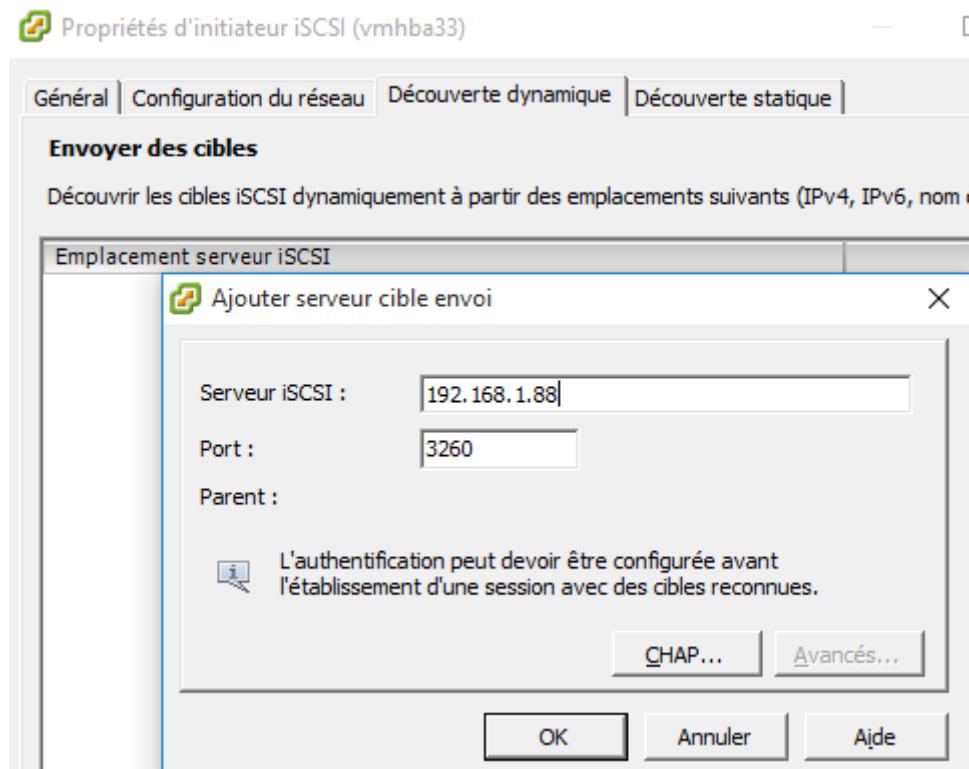 Propriétés d'initiateur iSCSI (vmhba33)
Général Configuration du réseau Découverte dynamique Découverte statique
Envoyer des cibles
Découvrir les cibles iSCSI dynamiquement à partir des emplacements suivants (IPv4, IPv6, nom
Emplacement serveur iSCSI
Ajouter serveur cible envoi
Serveur iSCSI : 192.168.1.88
Port : 3260
Parent :
L'authentification peut devoir être configurée avant
l'établissement d'une session avec des cibles reconnues.
CHAP... Avancés...
OK Annuler Aide